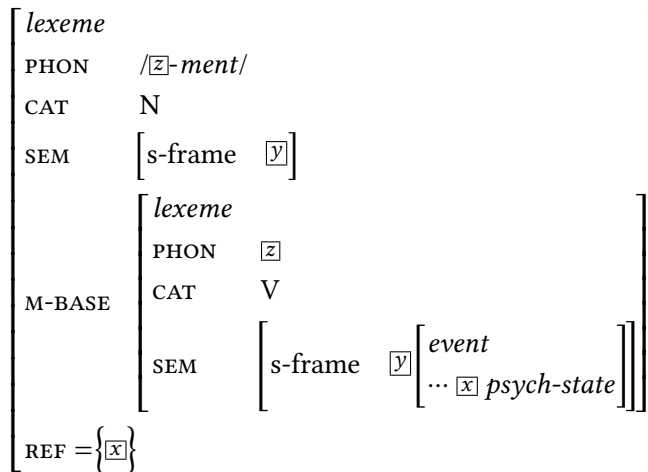 lexeme
PHON /z-ment/
CAT N
SEM [s-frame y]
lexeme
PHON z
CAT V
M-BASE
SEM [s-frame y [event
··· x psych-state]]
REF ={x}